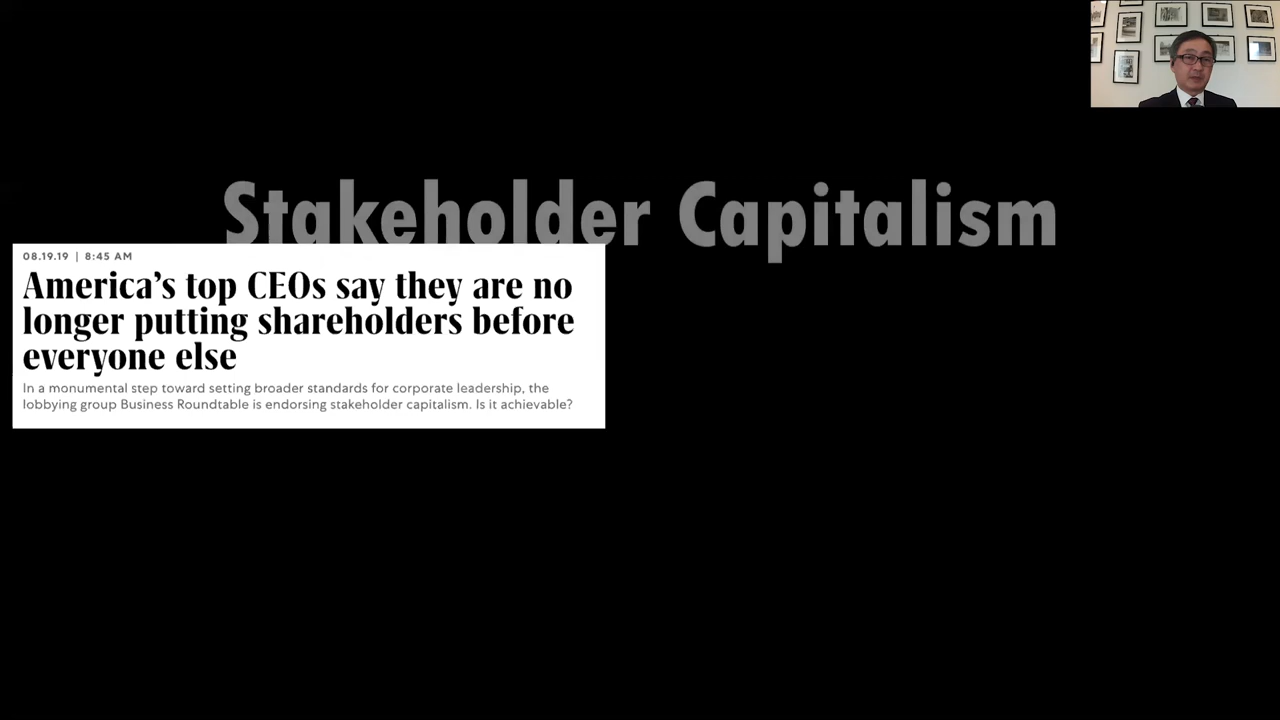 Stakeholder Capitalism
08.19.19 | 8:45 AM
America’s top CEOs say they are no
longer putting shareholders before
everyone else
In a monumental step toward setting broader standards for corporate leadership, the
lobbying group Business Roundtable is endorsing stakeholder capitalism. Is it achievable?